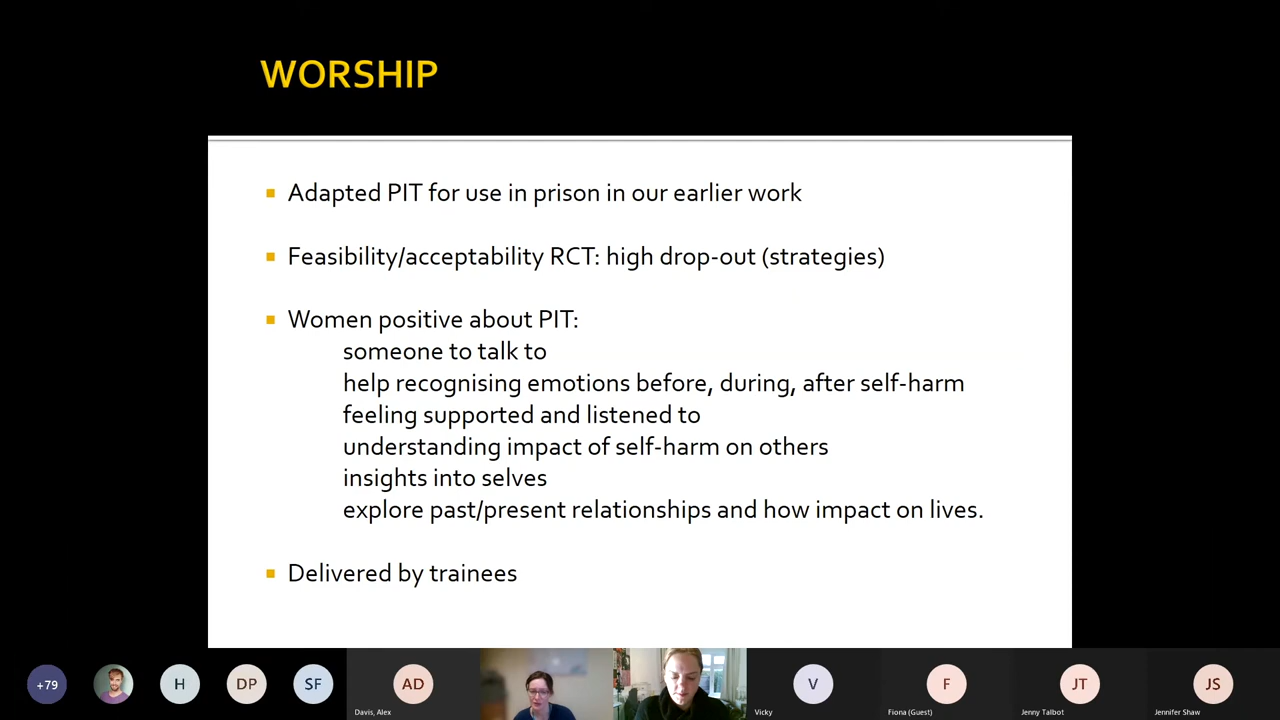 WORSHIP
Adapted PIT for use in prison in our earlier work
Feasibility/acceptability RCT: high drop-out (strategies)
Women positive about PIT:
someone to talk to
help recognising emotions before, during, after self-harm
feeling supported and listened to
understanding impact of self-harm on others
insights into selves
explore past/present relationships and how impact on lives.
Delivered by trainees
+79 H DP SF AD V F JT JS
Davis, Alex Vicky Fiona (Guest) Jenny Talbot Jennifer Shaw